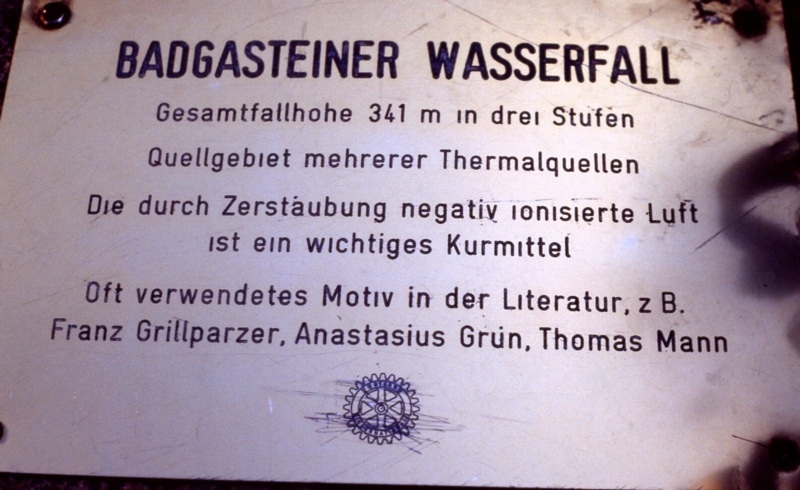 BADGASTEINER WASSERFALL
Gesamtfallhohe 341 m in drei Stufen
Quellgebiet mehrerer Thermalquellen
Die durch Zerstäubung negativ ionisierte Luft
ist ein wichtiges Kurmittel
Oft verwendetes Motiv in der Literatur, z B.
Franz Grillparzer, Anastasius Grün, Thomas Mann